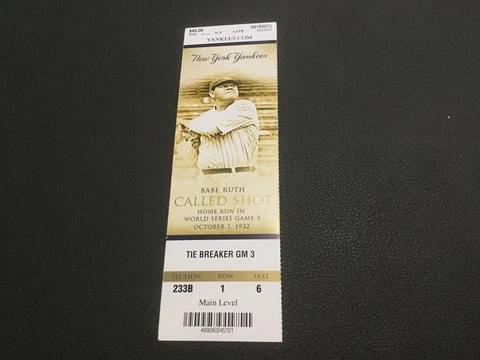 $45.00
YANKEES.COM
New York Yankees
BABE RUTH
CALLED SHOT
HOME RUN IN
WORLD SERIES GAME 3
OCTOBER 1, 1932
TIE BREAKER GM 3
SECTION ROW SEAT
233B 1 6
Main Level
489260245721